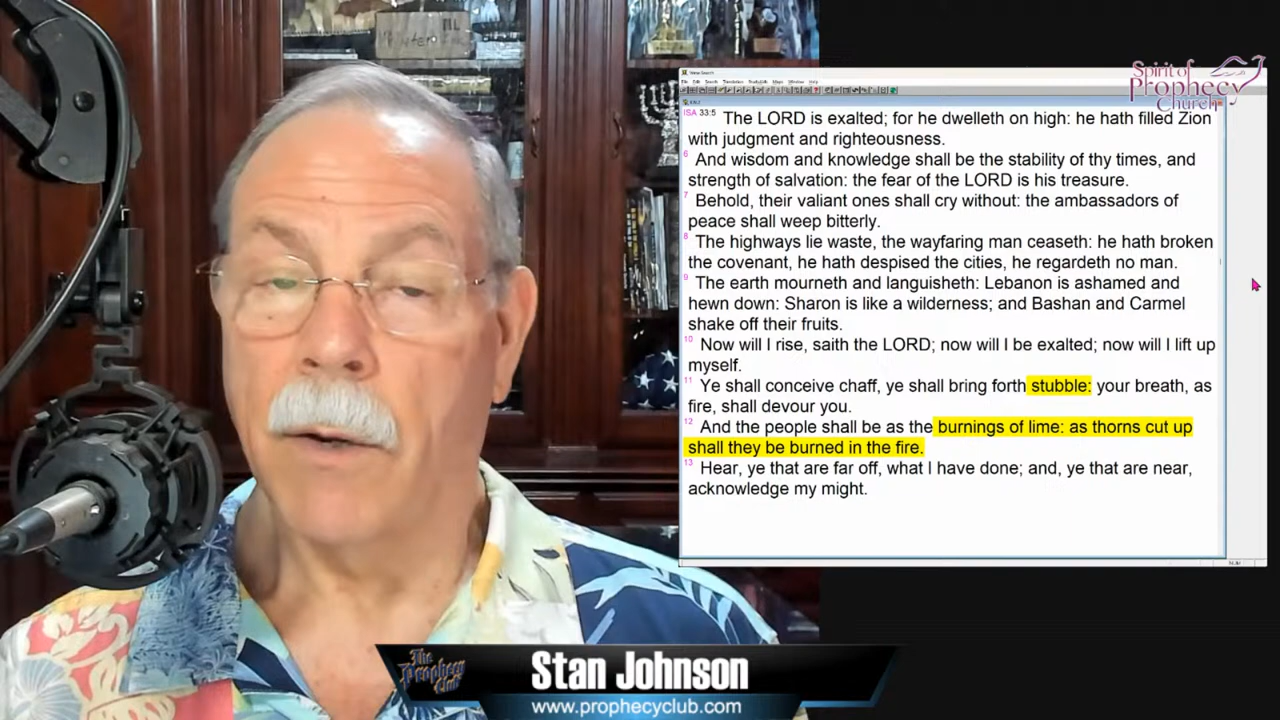 Spirit of
Prophecy
Church
ISA 33:5 The LORD is exalted; for he dwelleth on high: he hath filled Zion
with judgment and righteousness.
6 And wisdom and knowledge shall be the stability of thy times, and
strength of salvation: the fear of the LORD is his treasure.
7 Behold, their valiant ones shall cry without: the ambassadors of
peace shall weep bitterly.
8 The highways lie waste, the wayfaring man ceaseth: he hath broken
the covenant, he hath despised the cities, he regardeth no man.
9 The earth mourneth and languisheth: Lebanon is ashamed and
hewn down: Sharon is like a wilderness; and Bashan and Carmel
shake off their fruits.
10 Now will I rise, saith the LORD; now will I be exalted; now will I lift up
myself.
11 Ye shall conceive chaff, ye shall bring forth stubble: your breath, as
fire, shall devour you.
12 And the people shall be as the burnings of lime: as thorns cut up
shall they be burned in the fire.
13 Hear, ye that are far off, what I have done; and, ye that are near,
acknowledge my might.
The
Prophecy
Club
Stan Johnson
www.prophecyclub.com